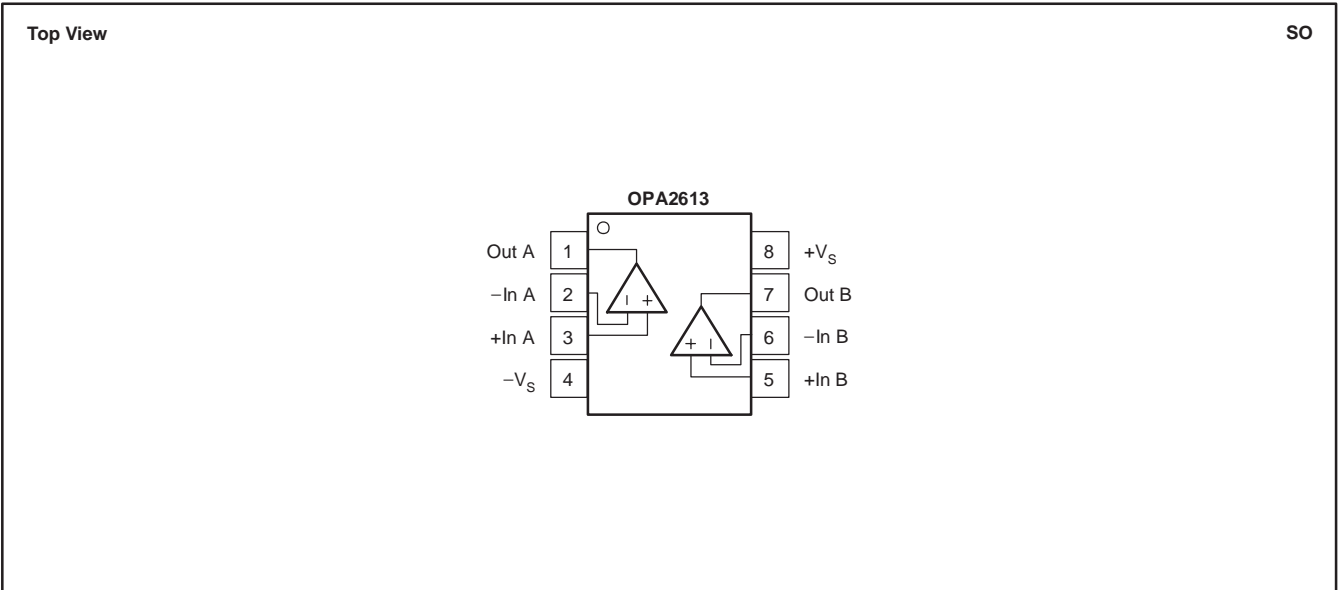 Top View
SO
OPA2613
Out A 1
−In A 2
+In A 3
−VS 4
8 +VS
7 Out B
6 −In B
5 +In B
− +
+ −